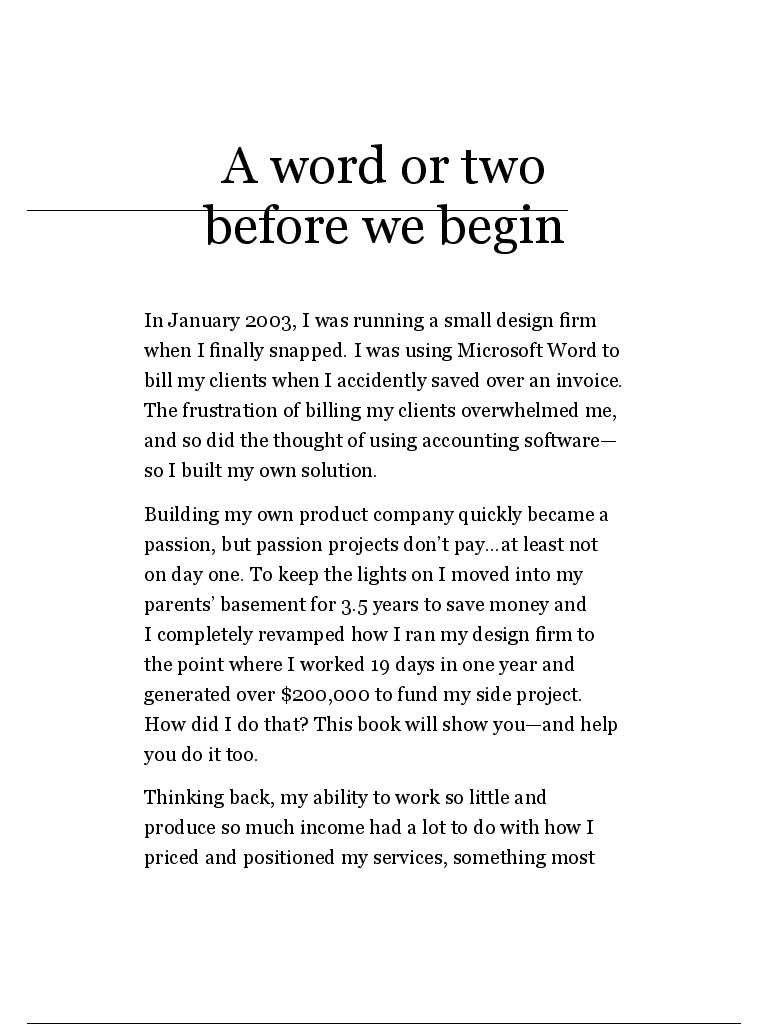 A word or two
before we begin
In January 2003, I was running a small design firm
when I finally snapped. I was using Microsoft Word to
bill my clients when I accidently saved over an invoice.
The frustration of billing my clients overwhelmed me,
and so did the thought of using accounting software—
so I built my own solution.
Building my own product company quickly became a
passion, but passion projects don’t pay…at least not
on day one. To keep the lights on I moved into my
parents’ basement for 3.5 years to save money and
I completely revamped how I ran my design firm to
the point where I worked 19 days in one year and
generated over $200,000 to fund my side project.
How did I do that? This book will show you—and help
you do it too.
Thinking back, my ability to work so little and
produce so much income had a lot to do with how I
priced and positioned my services, something most